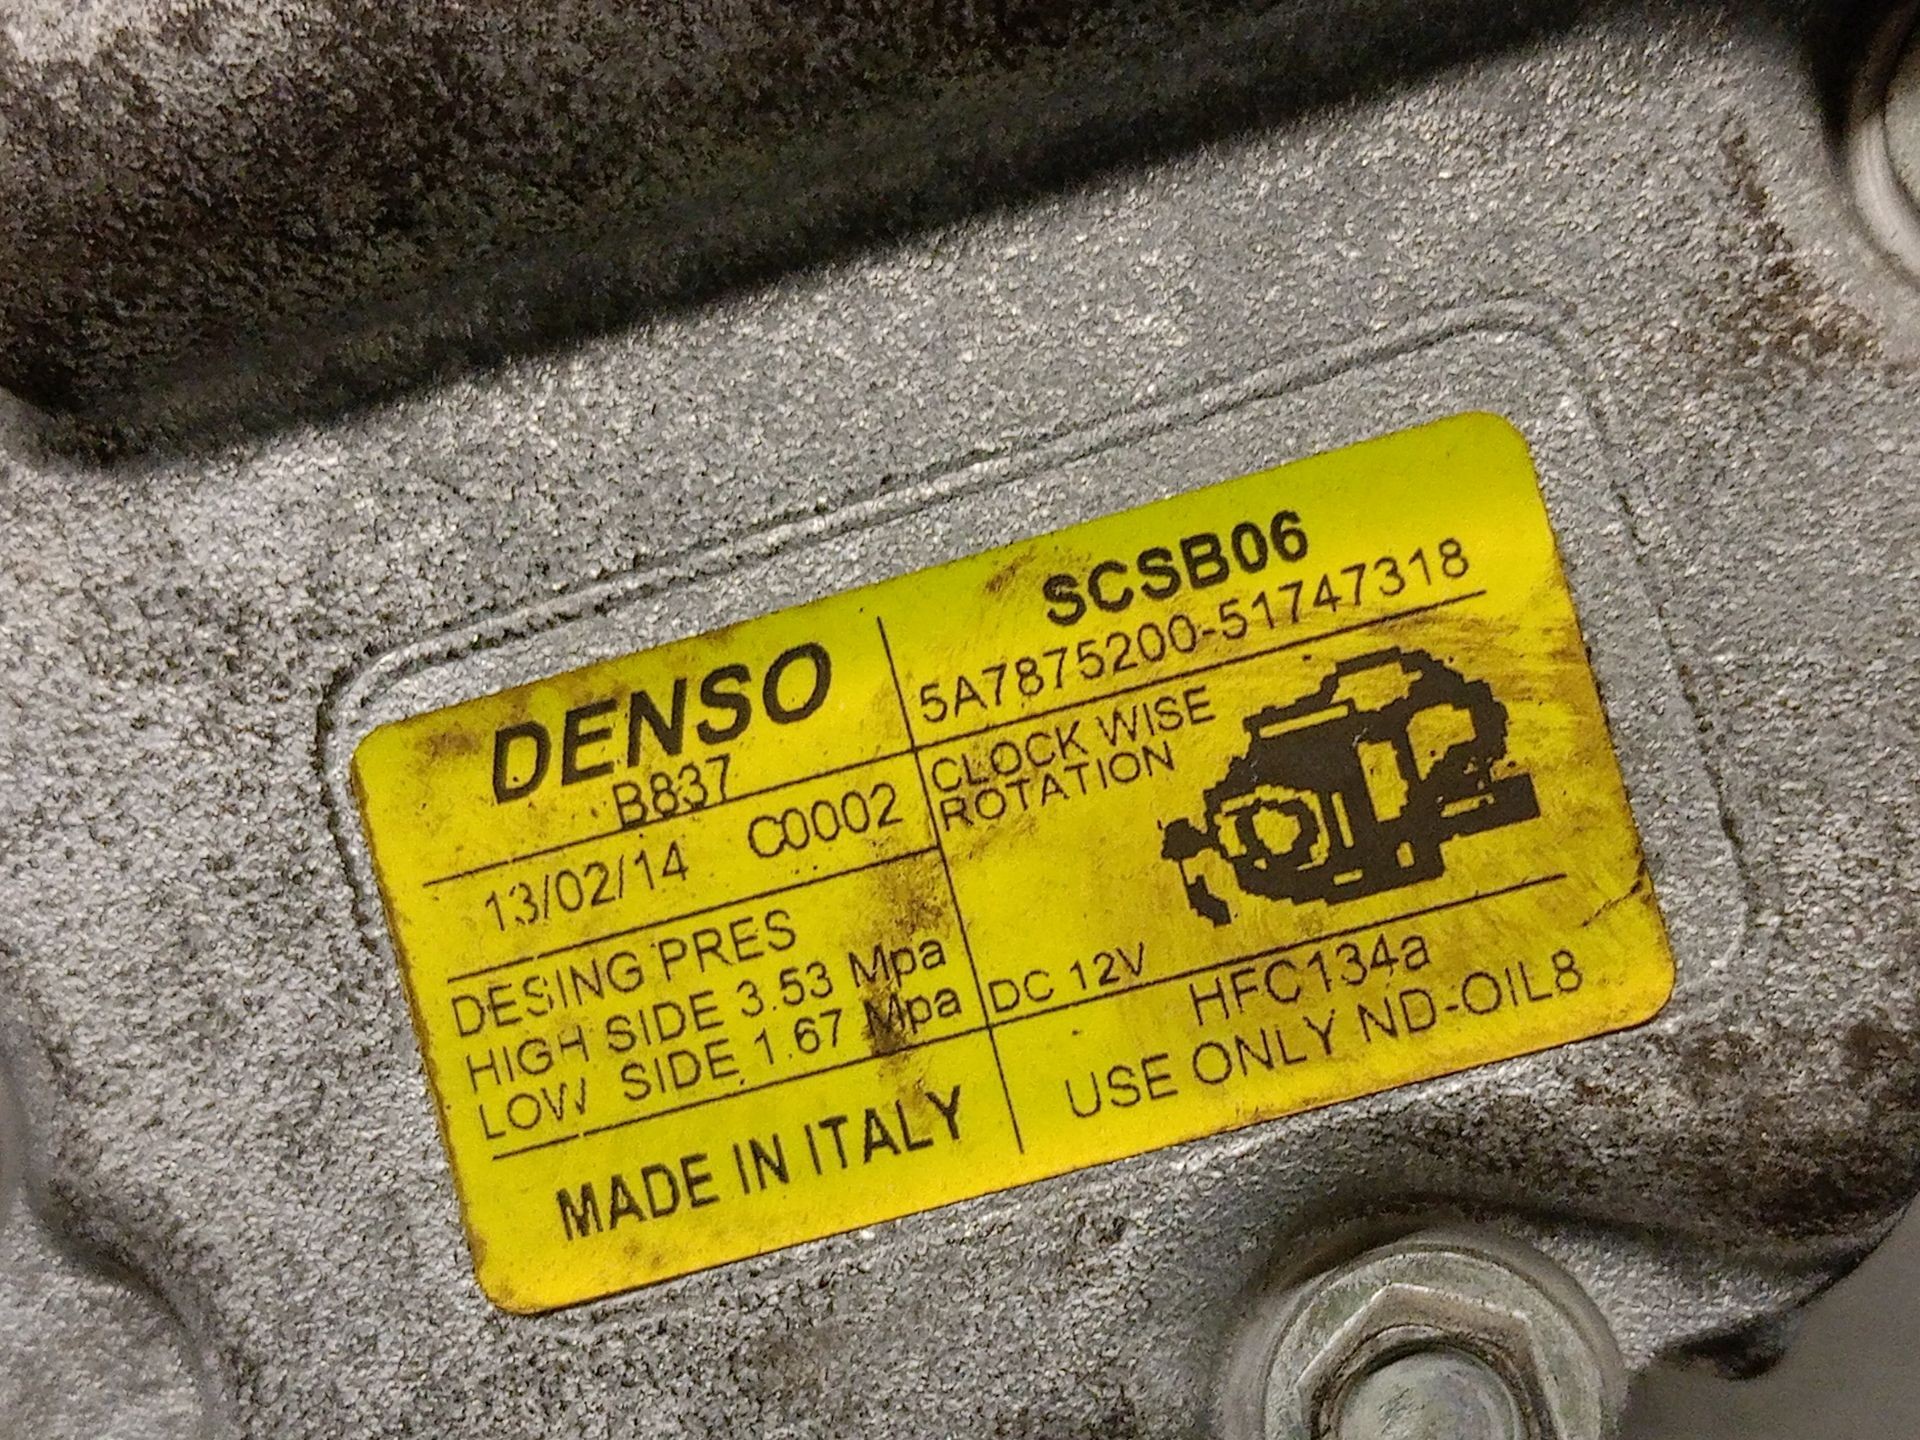 DENSO
B837
13/02/14 C0002
DESING PRES
HIGH SIDE 3.53 Mpa
LOW SIDE 1.67 Mpa
MADE IN ITALY
SCSB06
5A7875200-51747318
CLOCK WISE
ROTATION
DC 12V
HFC134a
USE ONLY ND-OIL8